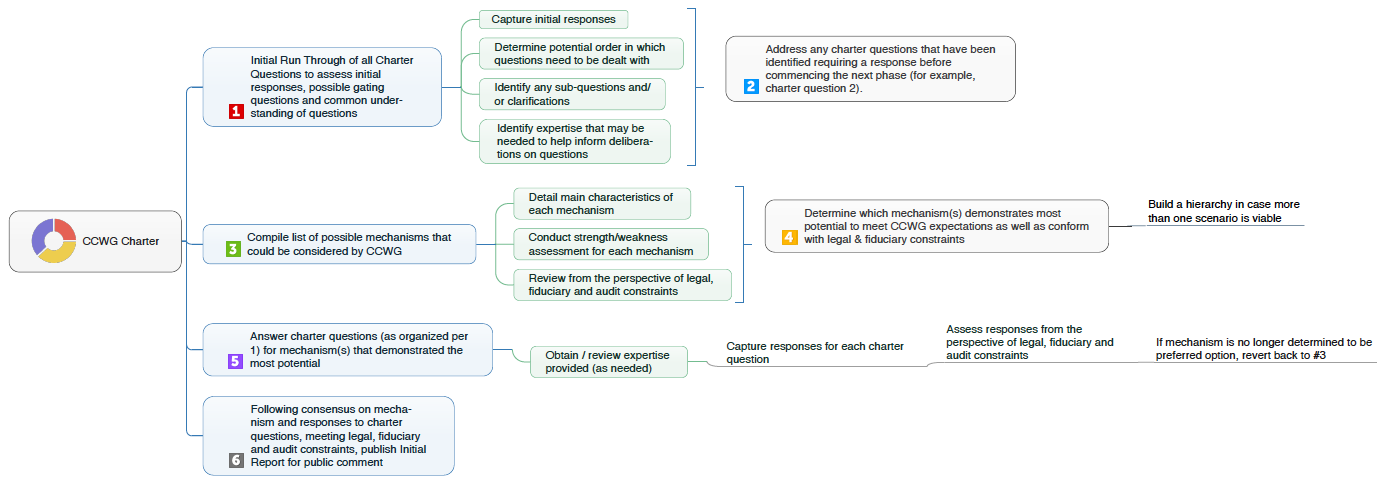 CCWG Charter
Initial Run Through of all Charter
Questions to assess initial
responses, possible gating
questions and common under-
standing of questions
1
Capture initial responses
Determine potential order in which
questions need to be dealt with
Identify any sub-questions and/
or clarifications
Identify expertise that may be
needed to help inform delibera-
tions on questions
Address any charter questions that have been
identified requiring a response before
commencing the next phase (for example,
charter question 2).
2
Compile list of possible mechanisms that
could be considered by CCWG
3
Detail main characteristics of
each mechanism
Conduct strength/weakness
assessment for each mechanism
Review from the perspective of legal,
fiduciary and audit constraints
Determine which mechanism(s) demonstrates most
potential to meet CCWG expectations as well as conform
with legal & fiduciary constraints
4
Build a hierarchy in case more
than one scenario is viable
Answer charter questions (as organized per
1) for mechanism(s) that demonstrated the
most potential
5
Obtain / review expertise
provided (as needed)
Capture responses for each charter
question
Assess responses from the
perspective of legal, fiduciary and
audit constraints
If mechanism is no longer determined to be
preferred option, revert back to #3
Following consensus on mecha-
nism and responses to charter
questions, meeting legal, fiduciary
and audit constraints, publish Initial
Report for public comment
6